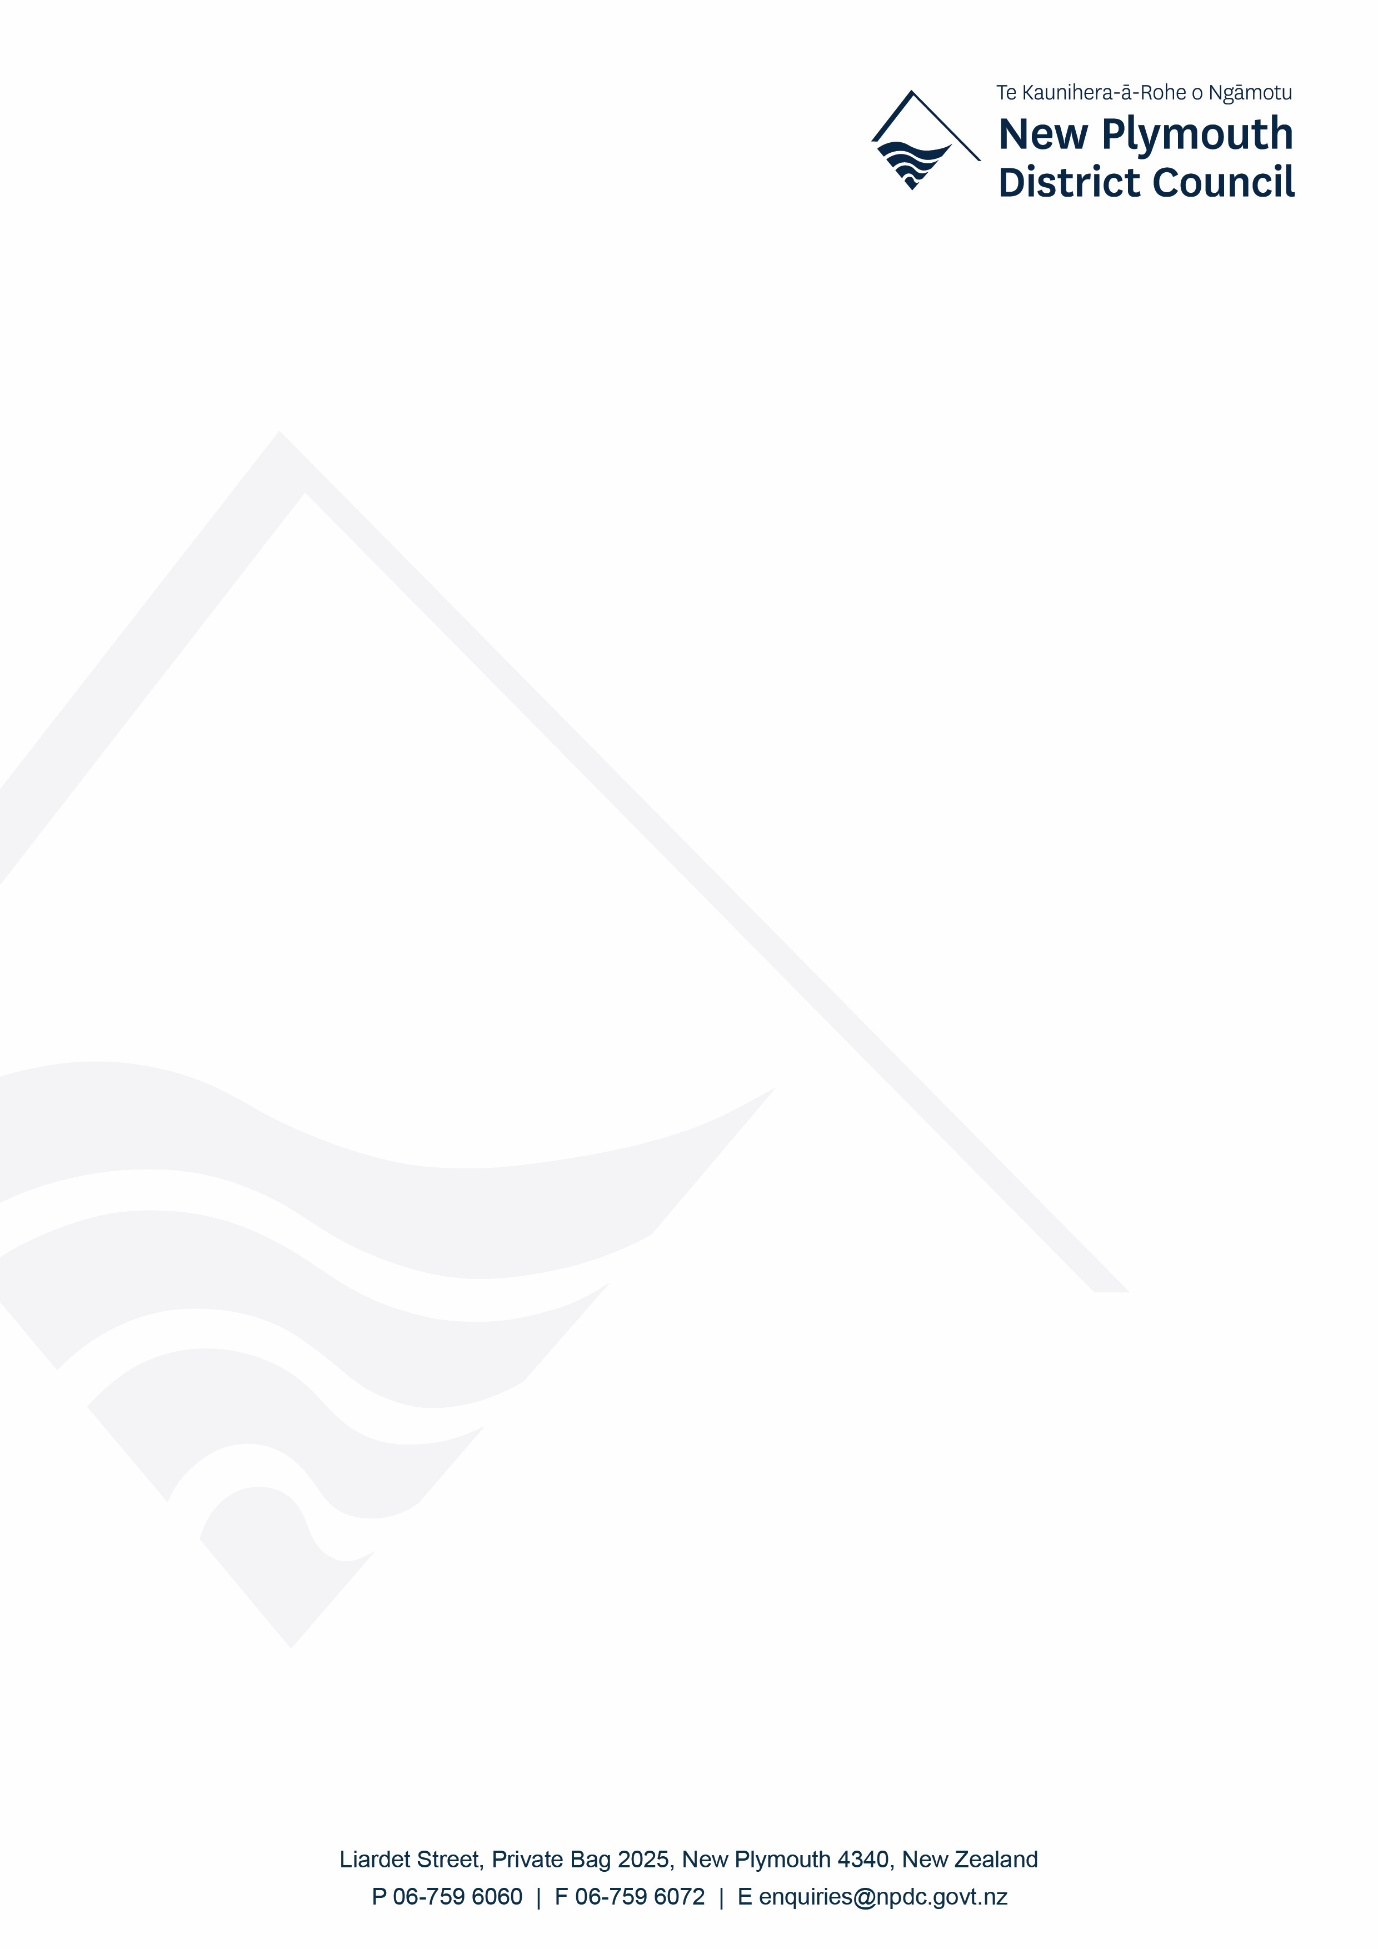 Te Kaunihera-ā-Rohe o Ngāmotu
New Plymouth
District Council
Liardet Street, Private Bag 2025, New Plymouth 4340, New Zealand
P 06-759 6060 | F 06-759 6072 | E enquiries@npdc.govt.nz